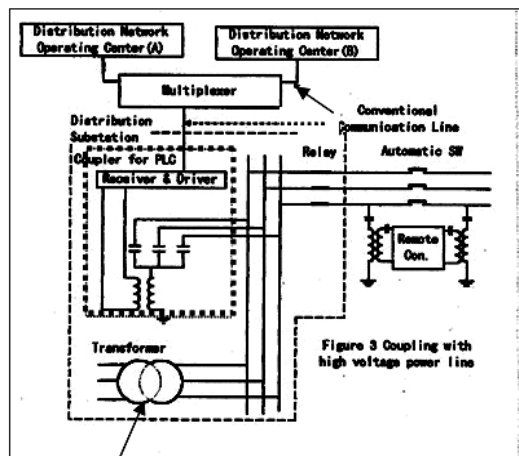 Distribution Network
Operating Center(A)
Distribution Network
Operating Center(B)
Multiplexer
Conventional
Communication Line
Distribution
Substation
Coupler for PLC
Receiver & Driver
Relay
Automatic SW
Remote
Con.
Figure 3 Coupling with
high voltage power line
Transformer